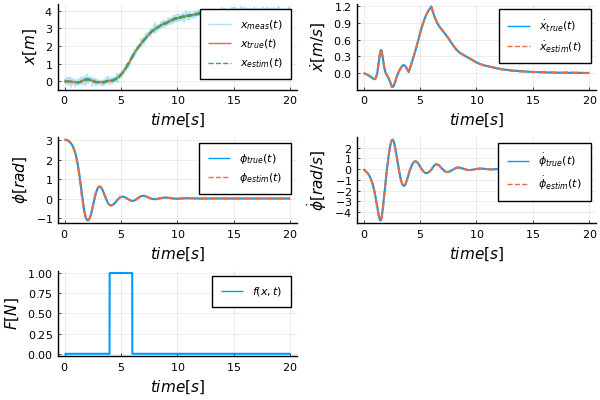 x[m]
4
3
2
1
0
x_meas(t)
x_true(t)
x_estim(t)
0 5 10 15 20
time[s]
ẋ[m/s]
1.2
0.9
0.6
0.3
0.0
ẋ_true(t)
ẋ_estim(t)
0 5 10 15 20
time[s]
ϕ[rad]
3
2
1
0
−1
ϕ_true(t)
ϕ_estim(t)
0 5 10 15 20
time[s]
ϕ̇[rad/s]
2
1
0
−1
−2
−3
−4
ϕ̇_true(t)
ϕ̇_estim(t)
0 5 10 15 20
time[s]
F[N]
1.00
0.75
0.50
0.25
0.00
f(x, t)
0 5 10 15 20
time[s]